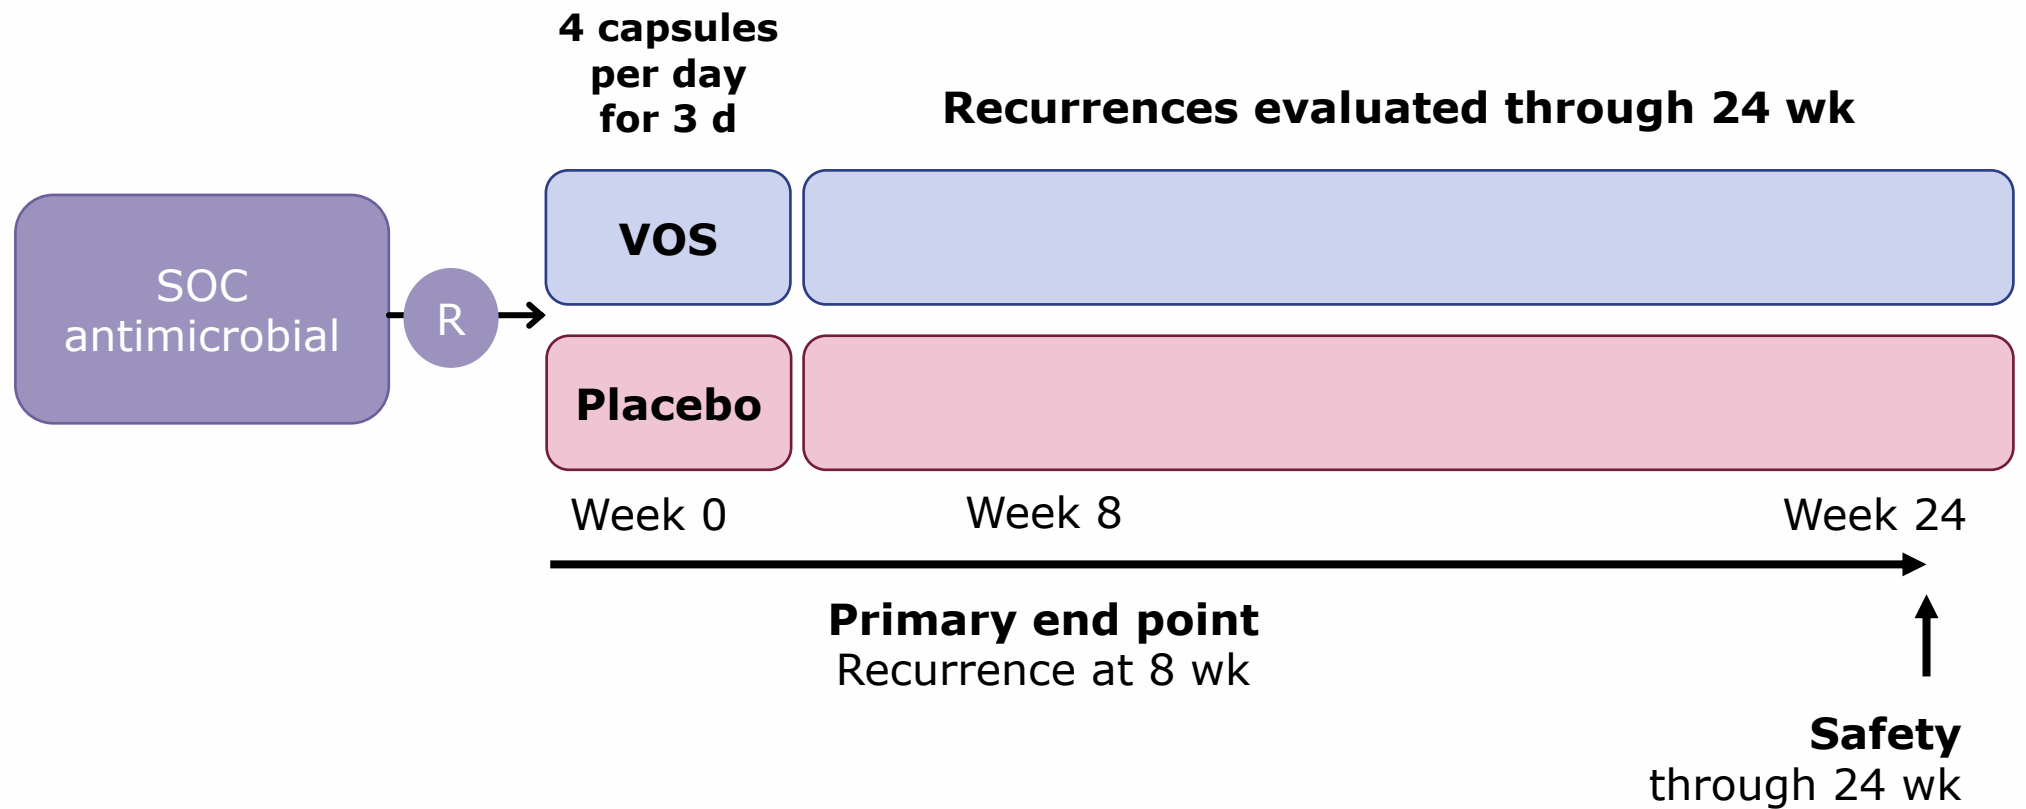 4 capsules
per day
for 3 d
Recurrences evaluated through 24 wk
SOC
antimicrobial
R
VOS
Placebo
Week 0
Week 8
Week 24
Primary end point
Recurrence at 8 wk
Safety
through 24 wk